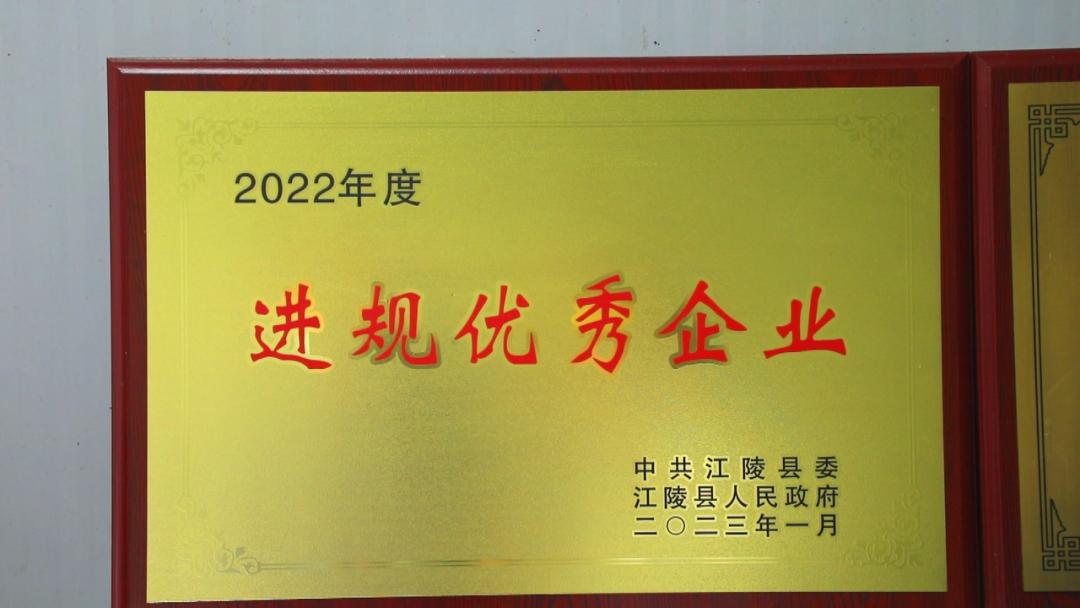 2022年度
进规优秀企业
中共江陵县委
江陵县人民政府
二〇二三年一月